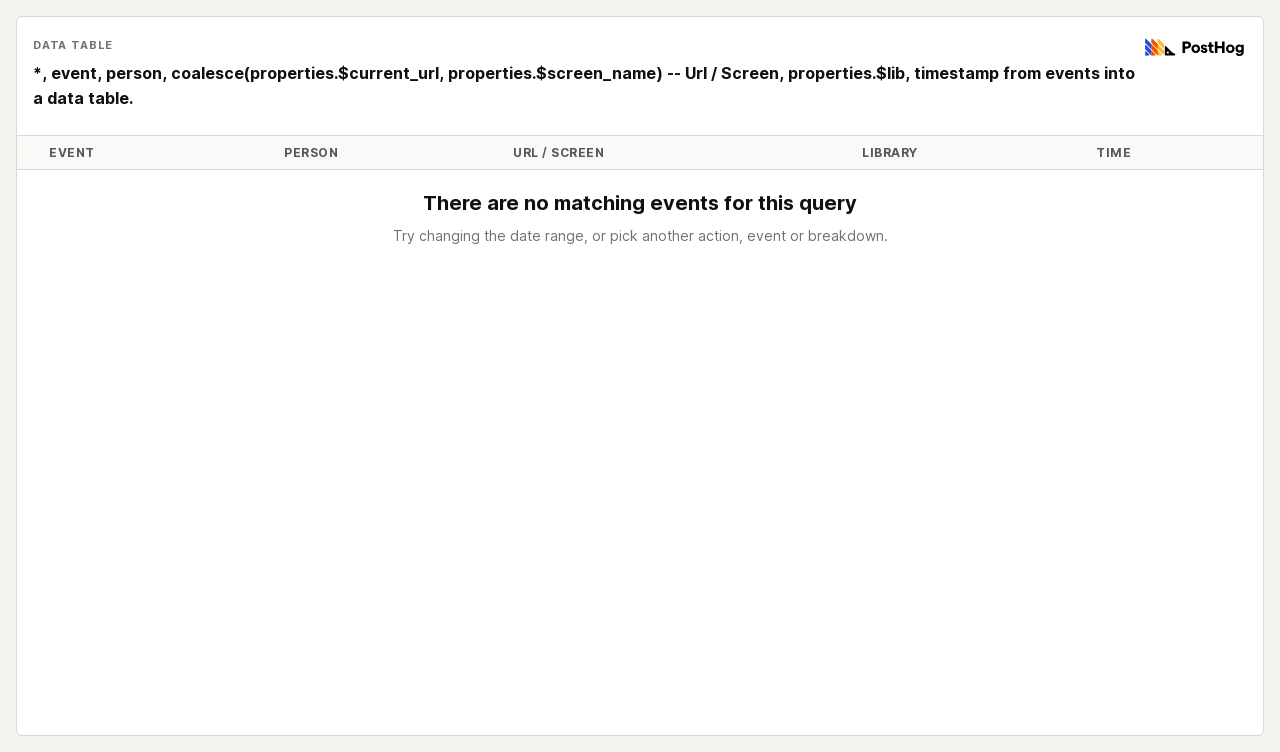 DATA TABLE
PostHog
*, event, person, coalesce(properties.$current_url, properties.$screen_name) -- Url / Screen, properties.$lib, timestamp from events into
a data table.
EVENT PERSON URL / SCREEN LIBRARY TIME
There are no matching events for this query
Try changing the date range, or pick another action, event or breakdown.